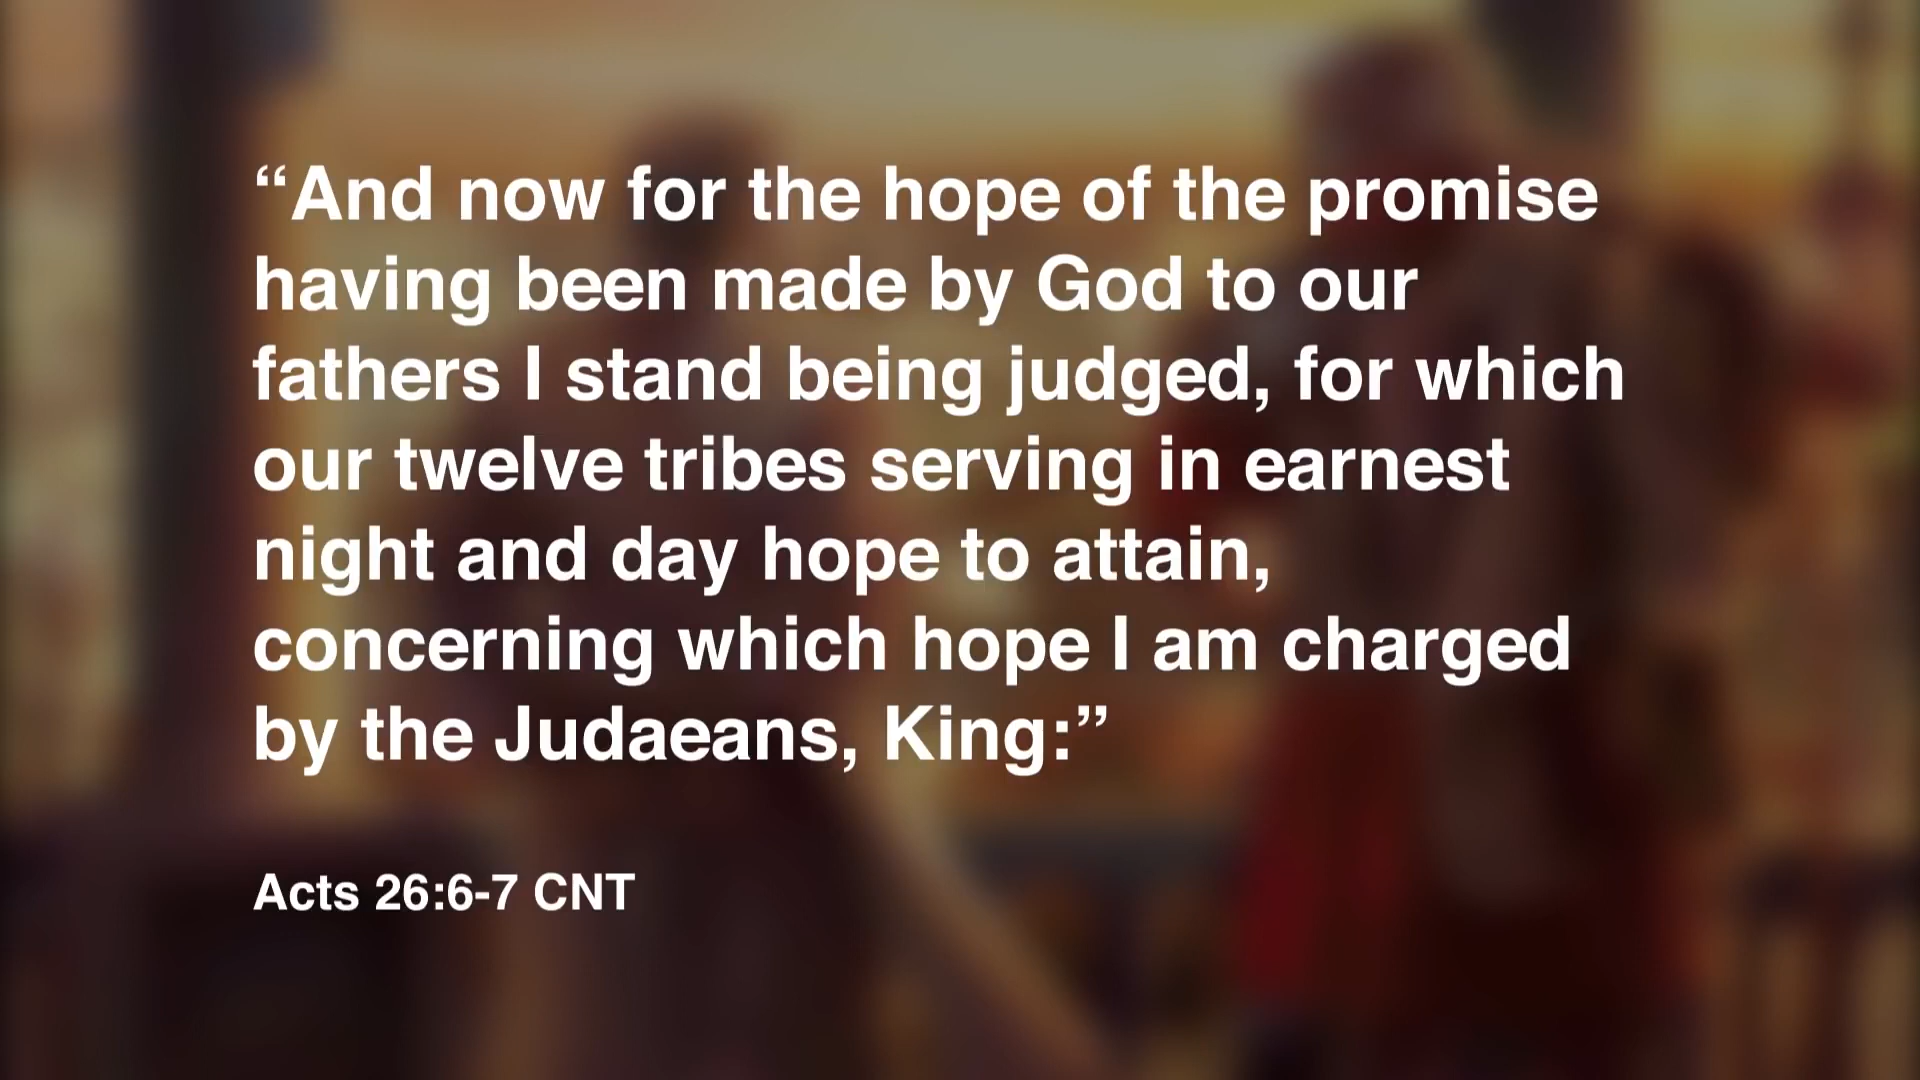 “And now for the hope of the promise
having been made by God to our
fathers I stand being judged, for which
our twelve tribes serving in earnest
night and day hope to attain,
concerning which hope I am charged
by the Judaeans, King:”
Acts 26:6-7 CNT